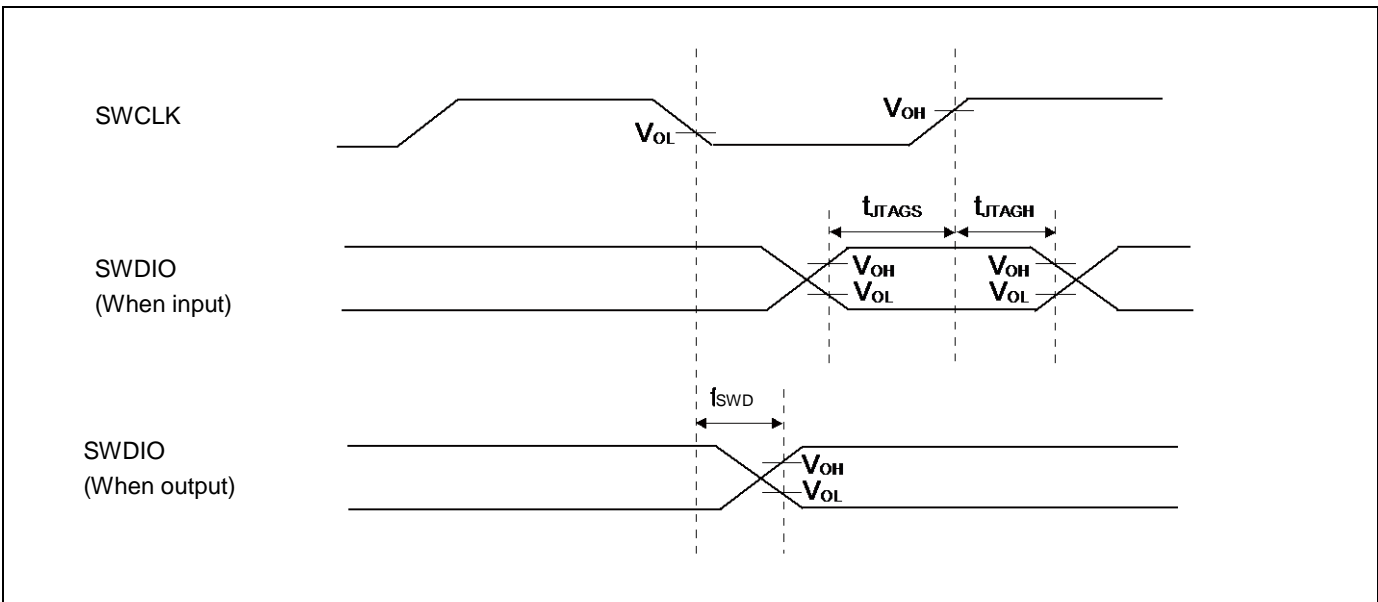 SWCLK
VOL
VOH
tJTAGS
tJTAGH
SWDIO
(When input)
VOH
VOL
VOH
VOL
tSWD
SWDIO
(When output)
VOH
VOL